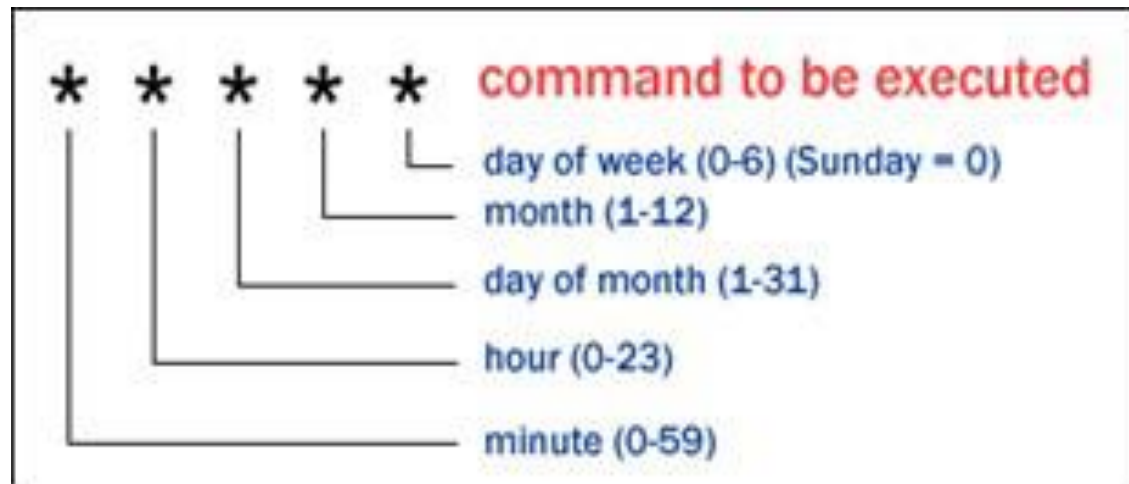 * * * * * command to be executed
day of week (0-6) (Sunday = 0)
month (1-12)
day of month (1-31)
hour (0-23)
minute (0-59)